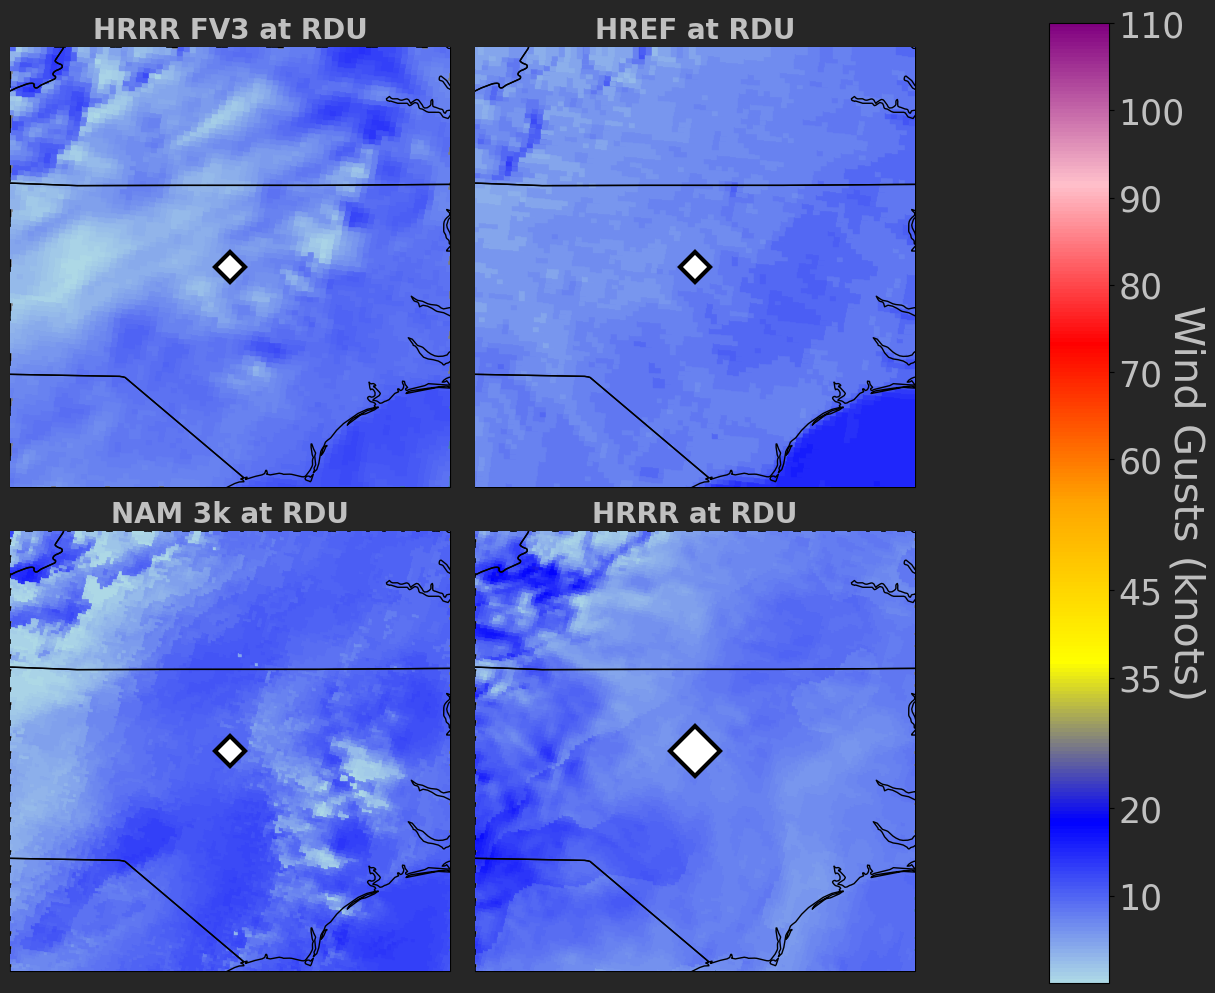 HRRR FV3 at RDU
HREF at RDU
NAM 3k at RDU
HRRR at RDU
110
100
90
80
70
60
45
35
20
10
Wind Gusts (knots)